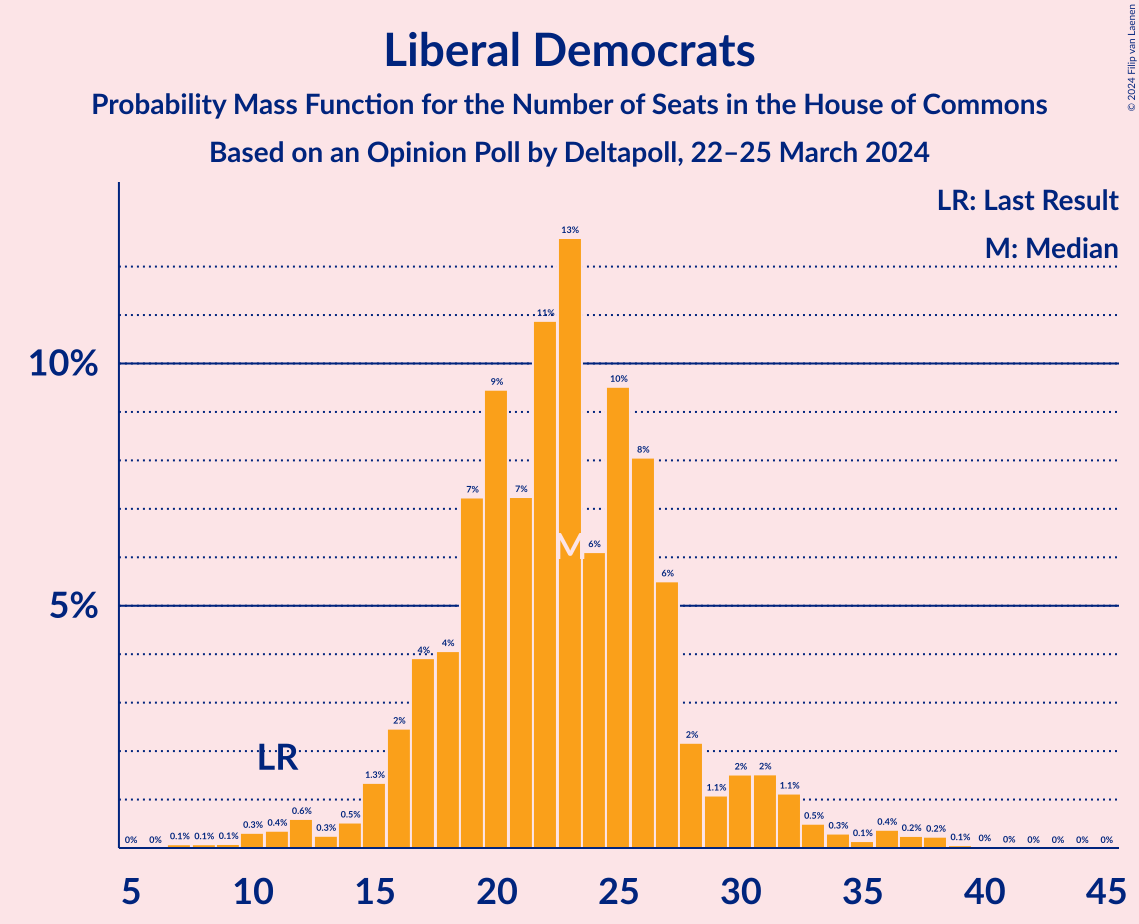 © 2024 Filip van Laenen
Liberal Democrats
Probability Mass Function for the Number of Seats in the House of Commons
Based on an Opinion Poll by Deltapoll, 22–25 March 2024
LR: Last Result
M: Median
10%
5%
LR
M
0% 0% 0.1% 0.1% 0.1% 0.3% 0.4% 0.6% 0.3% 0.5% 1.3% 2% 4% 4% 7% 9% 7% 11% 13% 6% 10% 8% 6% 2% 1.1% 2% 2% 1.1% 0.5% 0.3% 0.1% 0.4% 0.2% 0.2% 0.1% 0% 0% 0% 0% 0% 0%
5 10 15 20 25 30 35 40 45